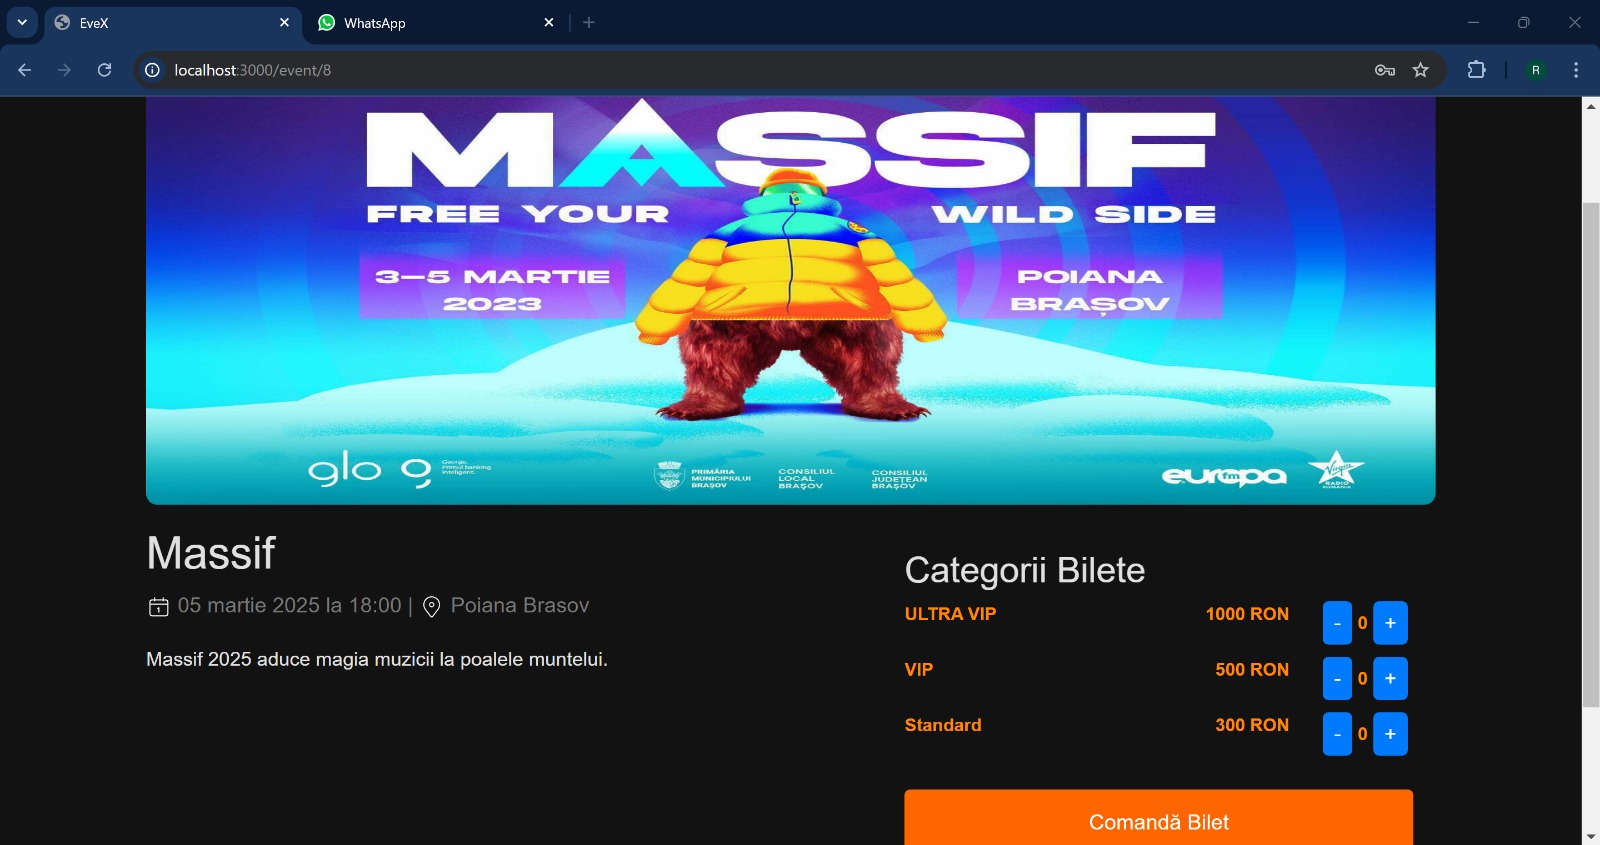 EveX
WhatsApp
localhost:3000/event/8
R
MASSIF
FREE YOUR WILD SIDE
3—5 MARTIE
2023
POIANA
BRAȘOV
glo
George.
Primul banking
inteligent.
PRIMĂRIA
MUNICIPIULUI
BRAȘOV
CONSILIUL
LOCAL
BRAȘOV
CONSILIUL
JUDEȚEAN
BRAȘOV
europa
fm
Virgin
RADIO
ROMANIA
Massif
05 martie 2025 la 18:00 | Poiana Brasov
Massif 2025 aduce magia muzicii la poalele muntelui.
Categorii Bilete
ULTRA VIP 1000 RON - 0 +
VIP 500 RON - 0 +
Standard 300 RON - 0 +
Comandă Bilet